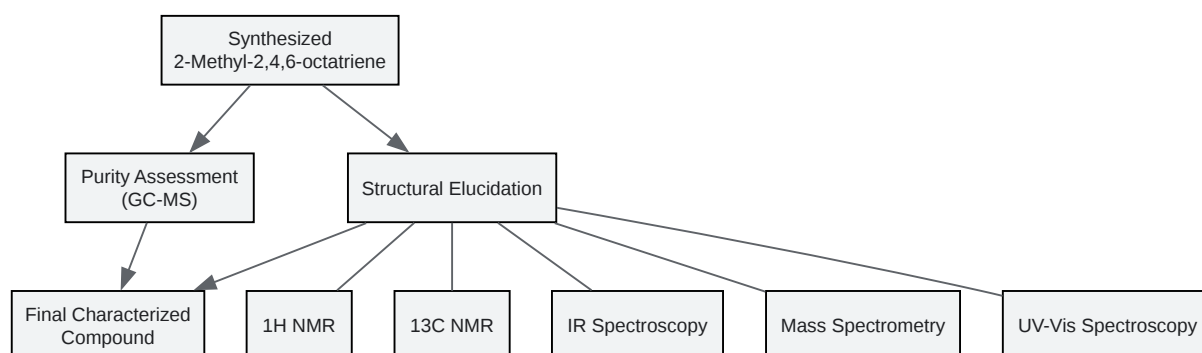 Synthesized
2-Methyl-2,4,6-octatriene
Purity Assessment
(GC-MS)
Structural Elucidation
Final Characterized
Compound
1H NMR
13C NMR
IR Spectroscopy
Mass Spectrometry
UV-Vis Spectroscopy